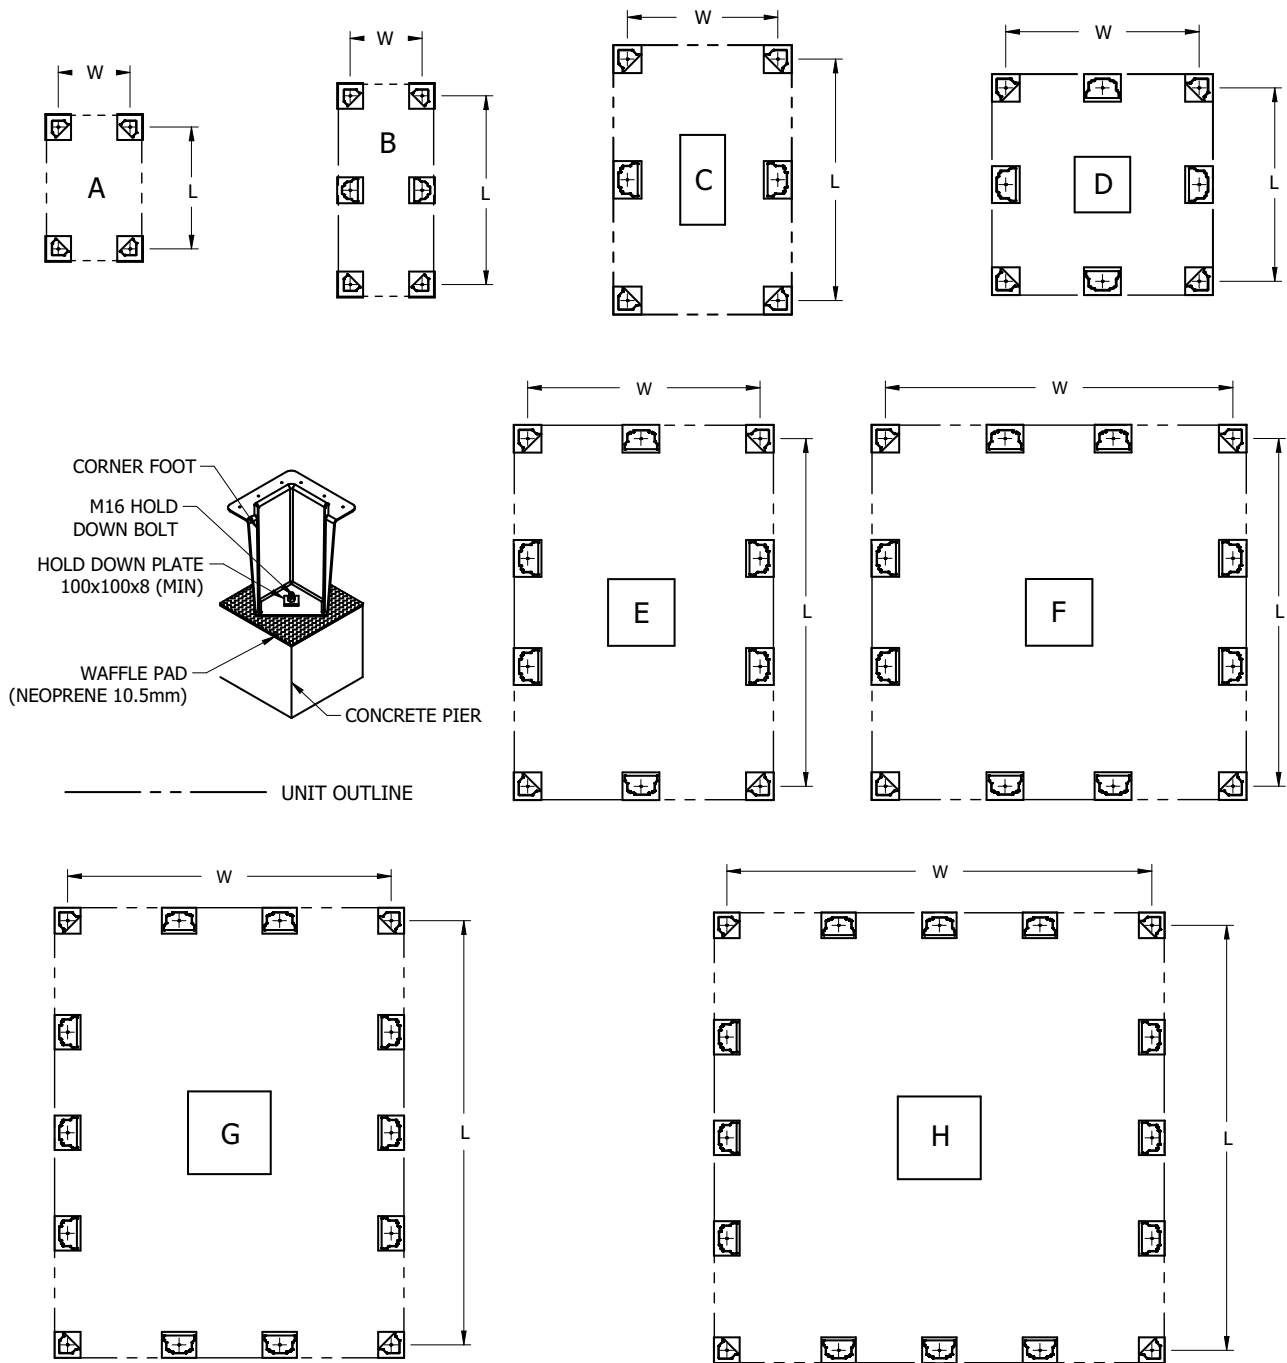 W
W
W
W
A
L
B
L
C
L
D
L
W
W
CORNER FOOT
M16 HOLD
DOWN BOLT
HOLD DOWN PLATE
100x100x8 (MIN)
WAFFLE PAD
(NEOPRENE 10.5mm)
CONCRETE PIER
UNIT OUTLINE
E
L
F
L
W
W
G
L
H
L